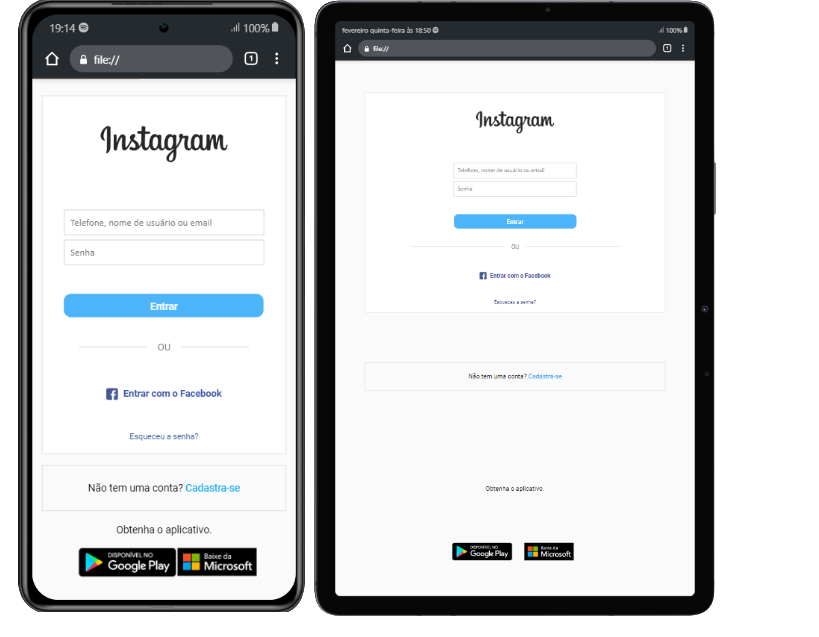 19:14 100%
1
file://
Instagram
Telefone, nome de usuário ou email
Senha
Entrar
OU
Entrar com o Facebook
Esqueceu a senha?
Não tem uma conta? Cadastra-se
Obtenha o aplicativo.
DISPONÍVEL NO
Google Play
Baixe da
Microsoft
fevereiro quinta-feira às 18:50 100%
file://
1
Instagram
Telefone, nome de usuário ou email
Senha
Entrar
OU
Entrar com o Facebook
Esqueceu a senha?
Não tem uma conta? Cadastra-se
Obtenha o aplicativo.
DISPONÍVEL NO
Google Play
Baixe da
Microsoft